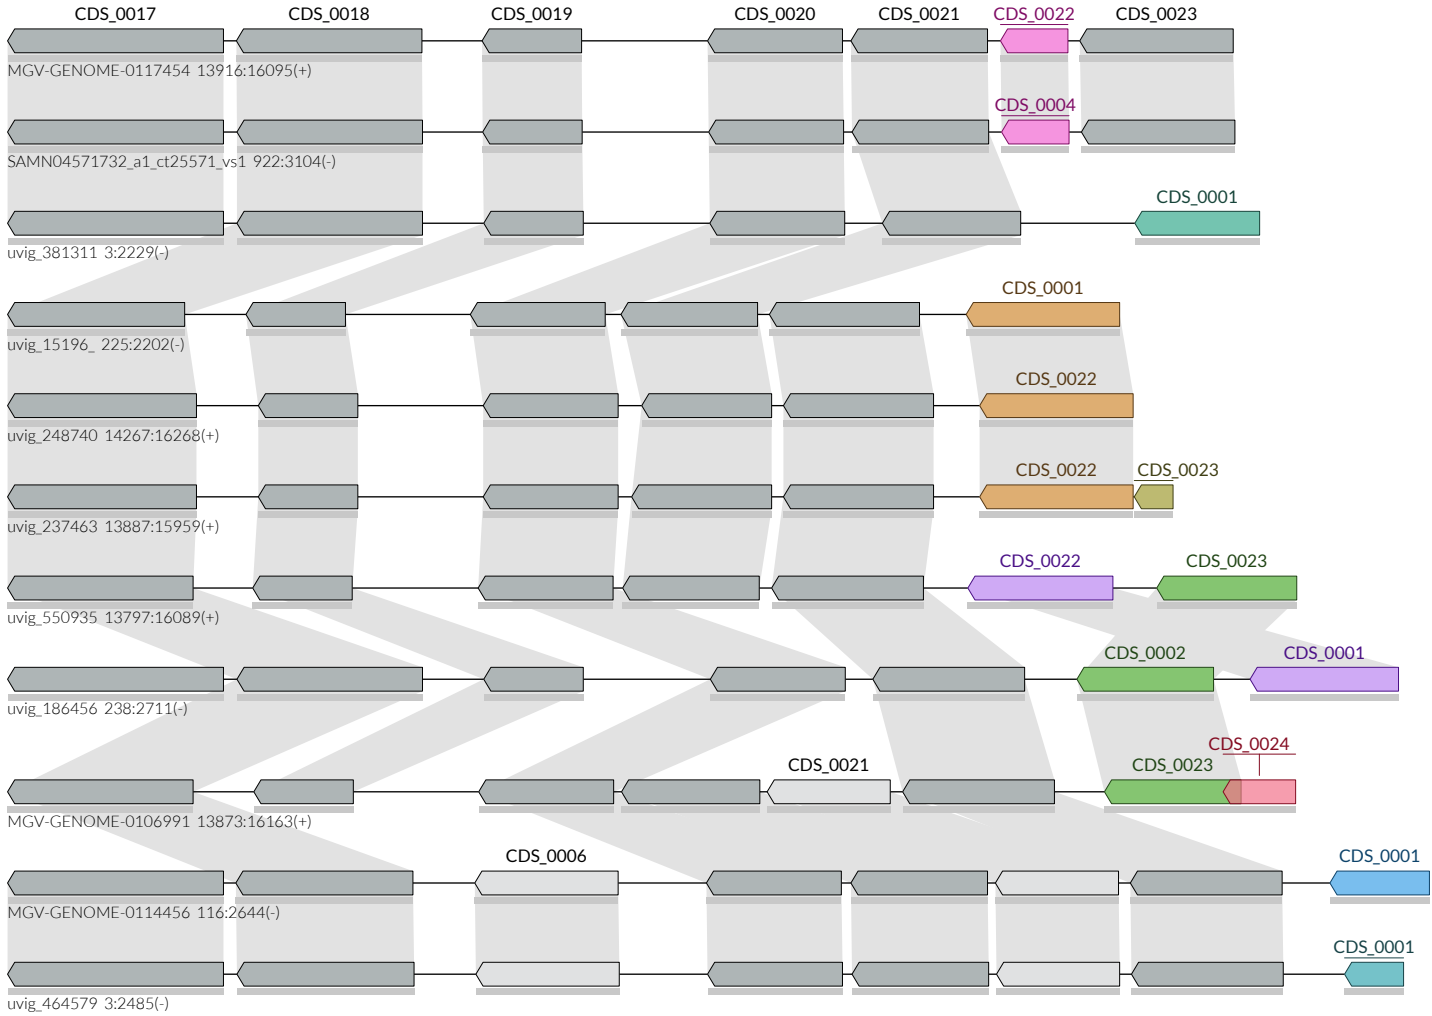 CDS_0017 CDS_0018 CDS_0019 CDS_0020 CDS_0021 CDS_0022 CDS_0023
MGV-GENOME-0117454 13916:16095(+)
CDS_0004
SAMN04571732_a1_ct25571_vs1 922:3104(-)
CDS_0001
uvig_381311 3:2229(-)
CDS_0001
uvig_15196_ 225:2202(-)
CDS_0022
uvig_248740 14267:16268(+)
CDS_0022 CDS_0023
uvig_237463 13887:15959(+)
CDS_0022 CDS_0023
uvig_550935 13797:16089(+)
CDS_0002 CDS_0001
uvig_186456 238:2711(-)
CDS_0024
CDS_0021 CDS_0023
MGV-GENOME-0106991 13873:16163(+)
CDS_0006 CDS_0001
MGV-GENOME-0114456 116:2644(-)
CDS_0001
uvig_464579 3:2485(-)